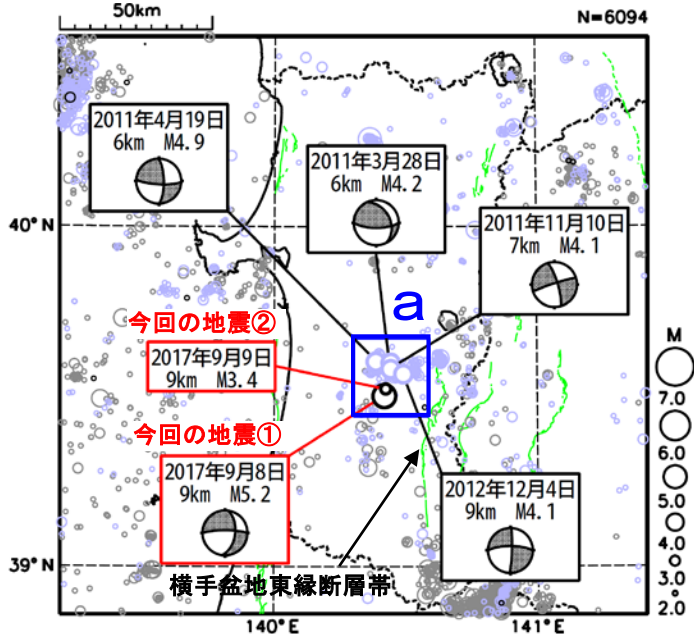 50km
N=6094
2011年4月19日
6km M4.9
2011年3月28日
6km M4.2
2011年11月10日
7km M4.1
40°N
a
今回の地震②
2017年9月9日
9km M3.4
今回の地震①
2017年9月8日
9km M5.2
2012年12月4日
9km M4.1
横手盆地東縁断層帯
39°N
140°E
141°E
M
7.0
6.0
5.0
4.0
3.0
2.0